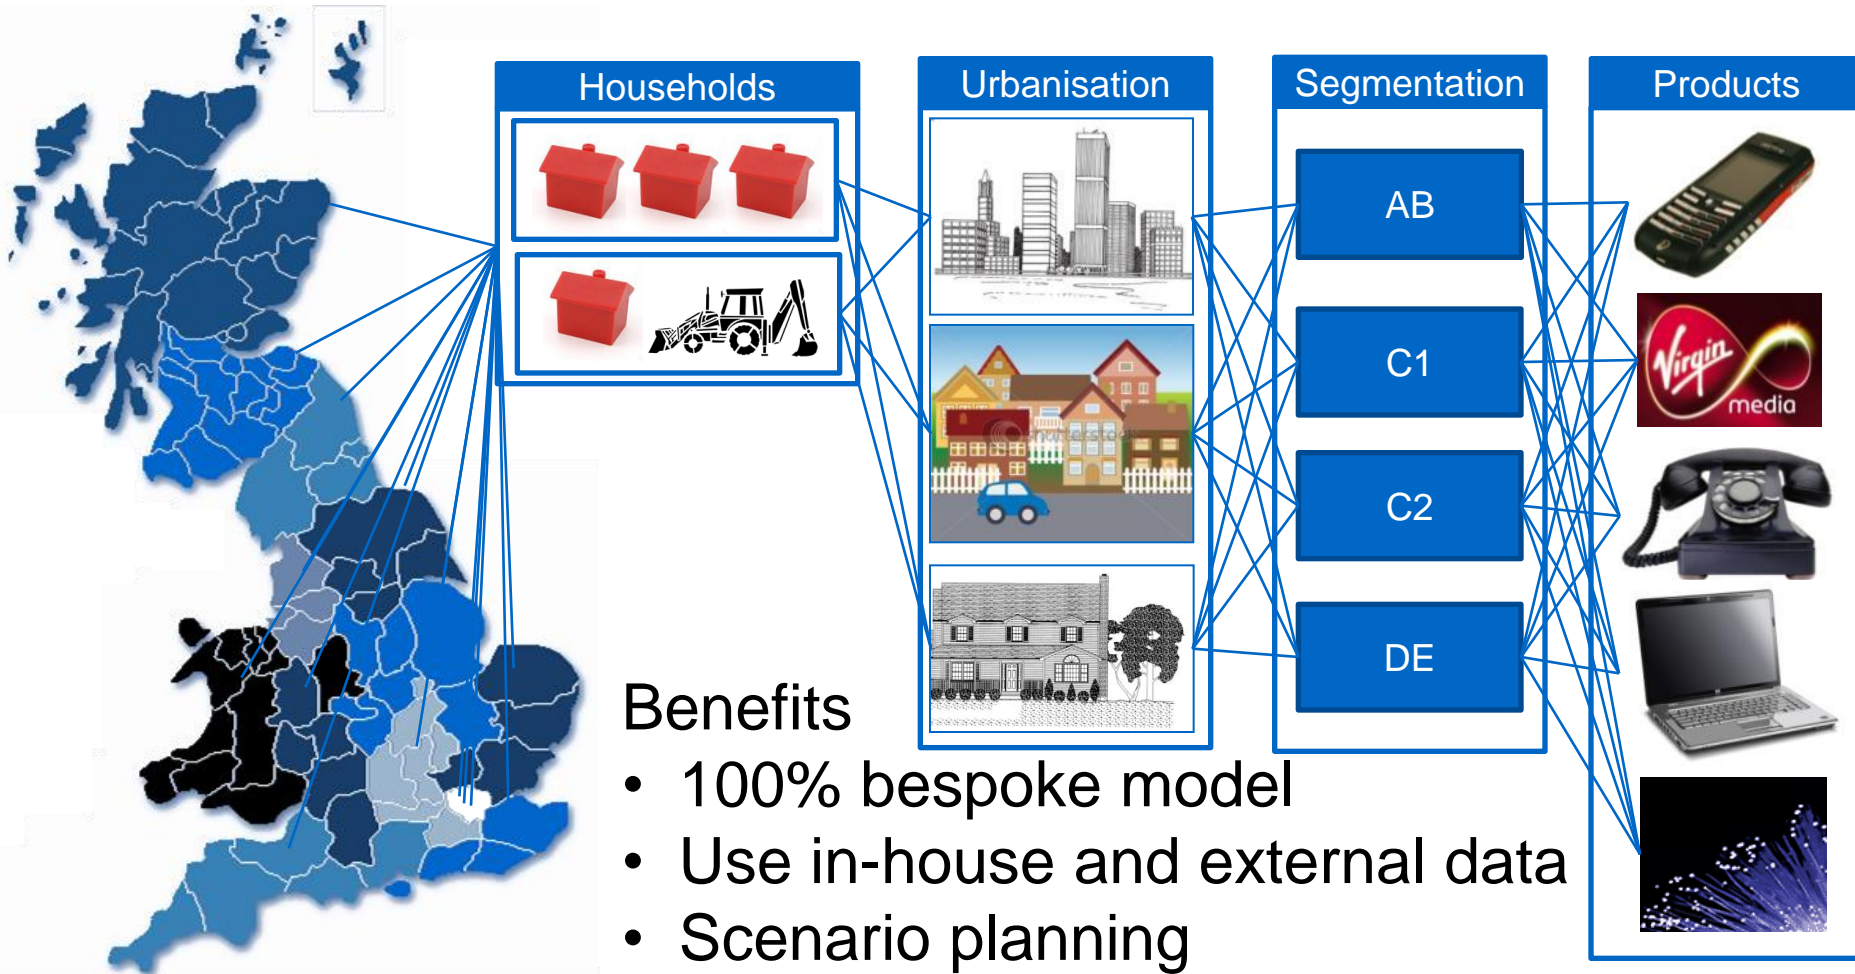 Households
Urbanisation
Segmentation
Products
AB
C1
C2
DE
Virgin
media
Benefits
• 100% bespoke model
• Use in-house and external data
• Scenario planning